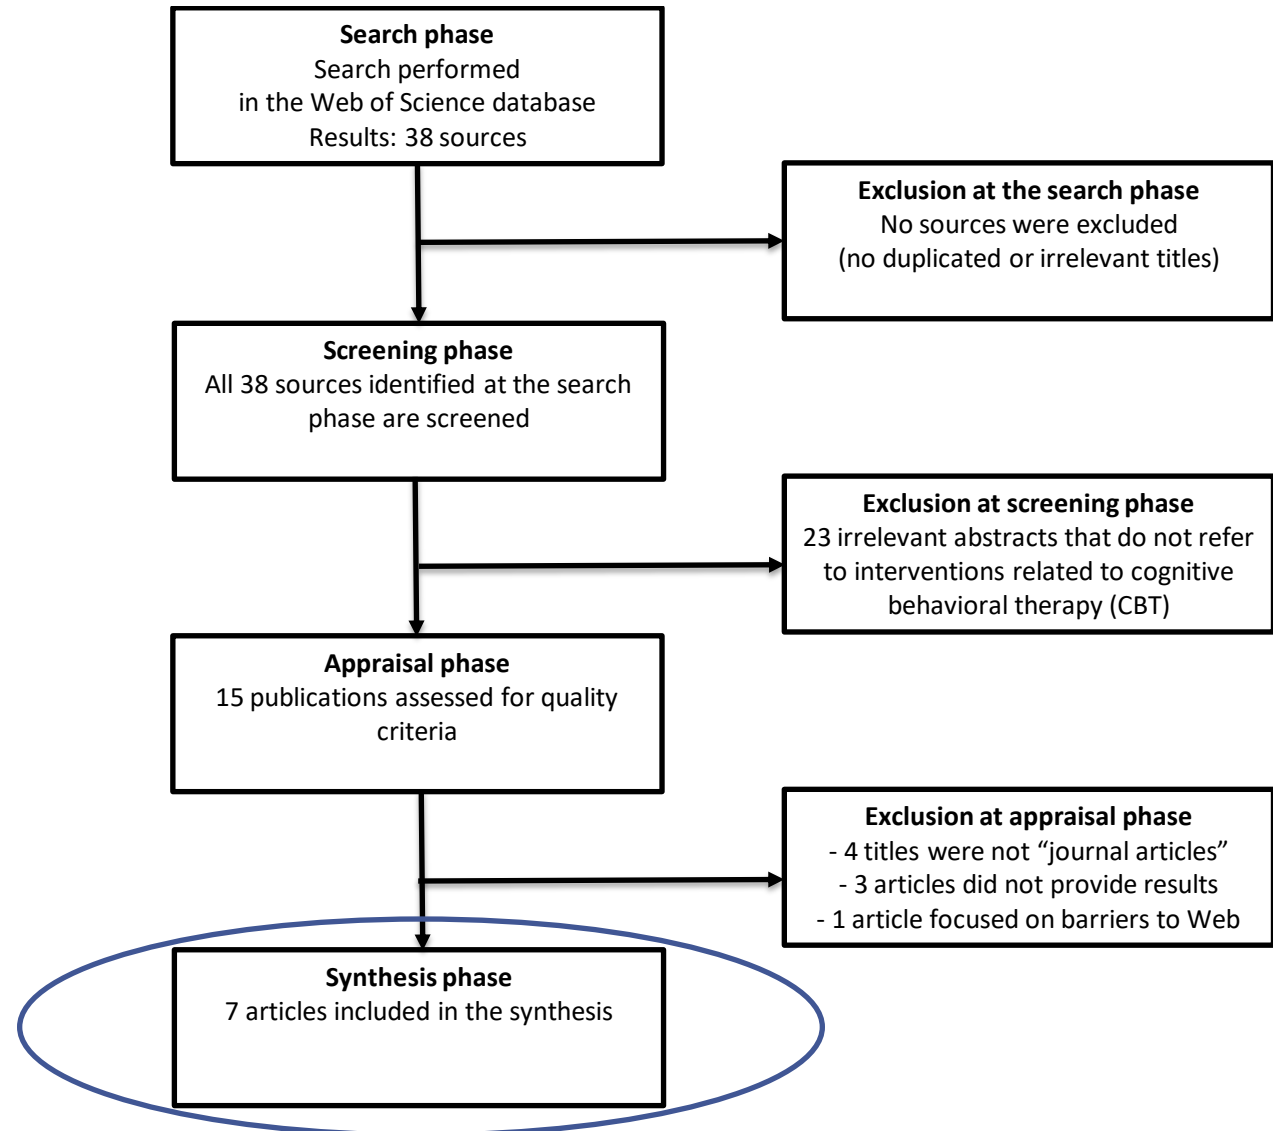 Search phase
Search performed
in the Web of Science database
Results: 38 sources
Exclusion at the search phase
No sources were excluded
(no duplicated or irrelevant titles)
Screening phase
All 38 sources identified at the search
phase are screened
Exclusion at screening phase
23 irrelevant abstracts that do not refer
to interventions related to cognitive
behavioral therapy (CBT)
Appraisal phase
15 publications assessed for quality
criteria
Exclusion at appraisal phase
- 4 titles were not “journal articles”
- 3 articles did not provide results
- 1 article focused on barriers to Web
Synthesis phase
7 articles included in the synthesis